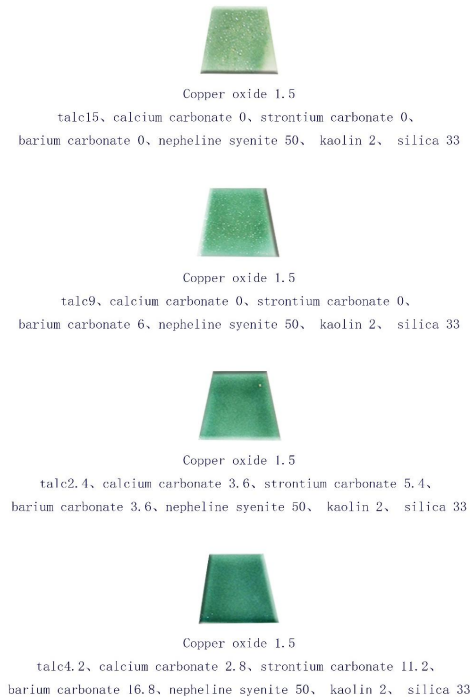 Copper oxide 1.5
talc15、calcium carbonate 0、strontium carbonate 0、
barium carbonate 0、nepheline syenite 50、 kaolin 2、 silica 33
Copper oxide 1.5
talc9、calcium carbonate 0、strontium carbonate 0、
barium carbonate 6、nepheline syenite 50、 kaolin 2、 silica 33
Copper oxide 1.5
talc2.4、calcium carbonate 3.6、strontium carbonate 5.4、
barium carbonate 3.6、nepheline syenite 50、 kaolin 2、 silica 33
Copper oxide 1.5
talc4.2、calcium carbonate 2.8、strontium carbonate 11.2、
barium carbonate 16.8、nepheline syenite 50、 kaolin 2、 silica 33